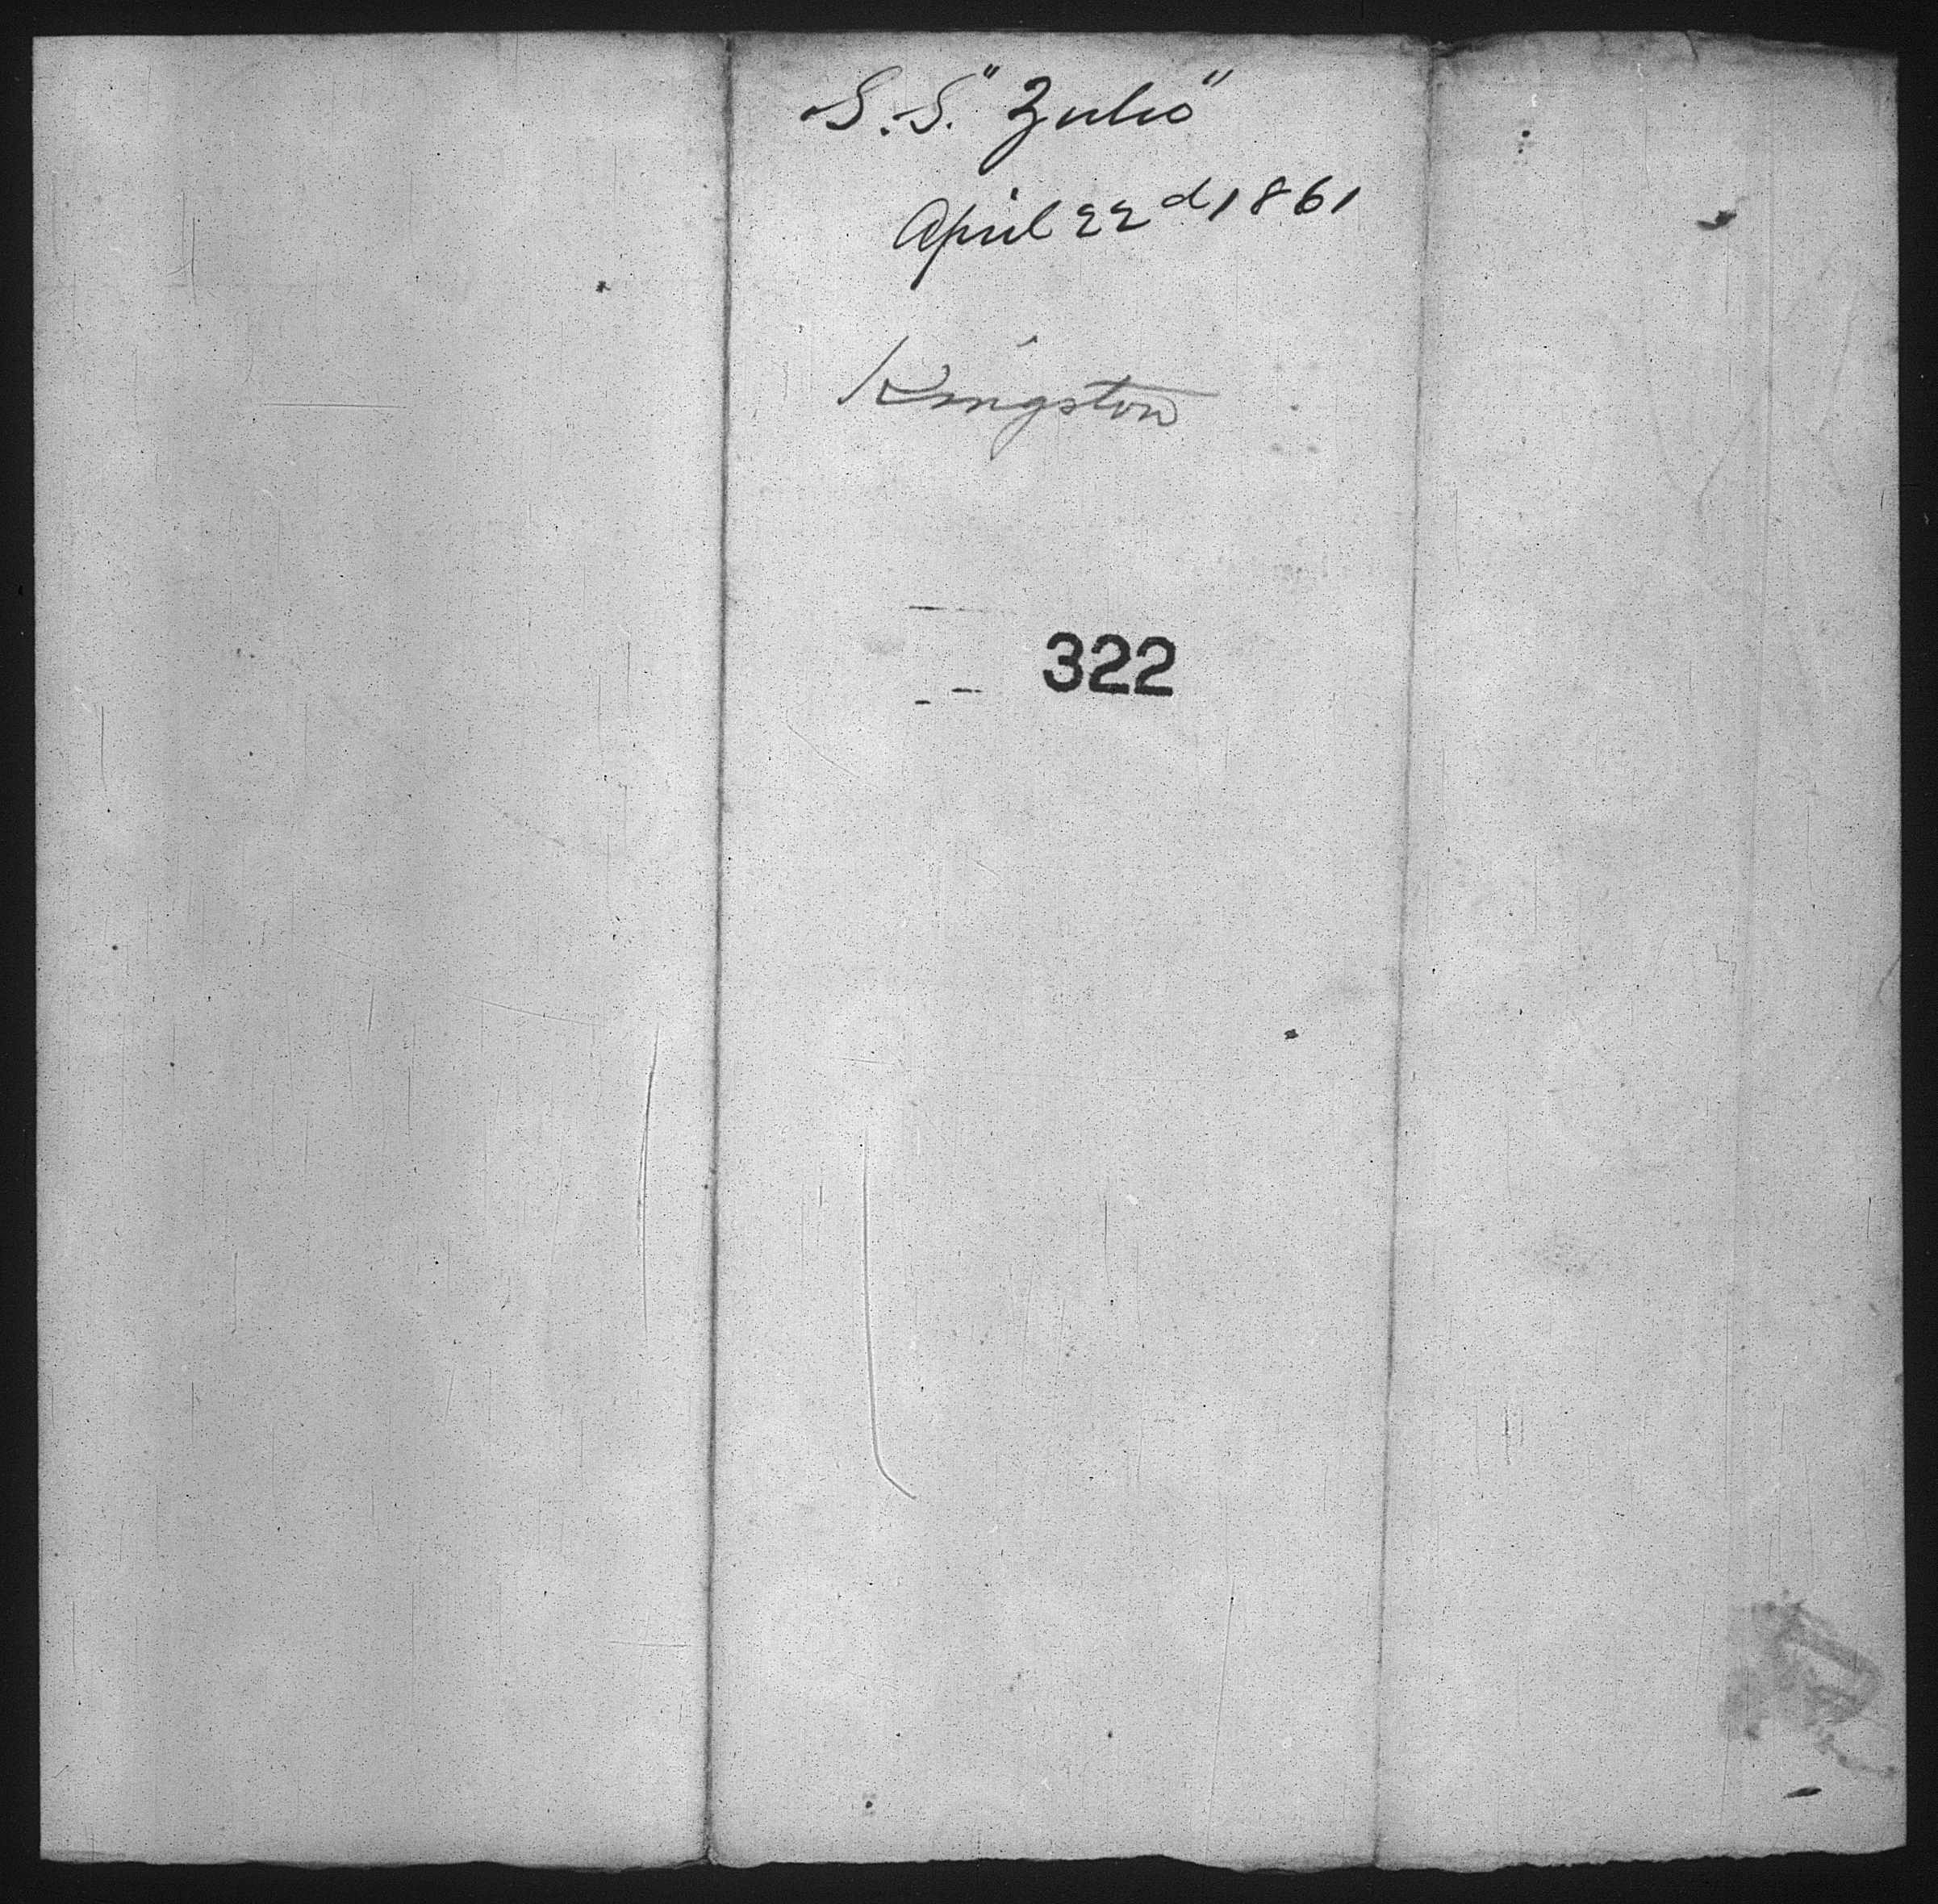 S.S. "Zulio"
April 22d 1861
Kingston
322